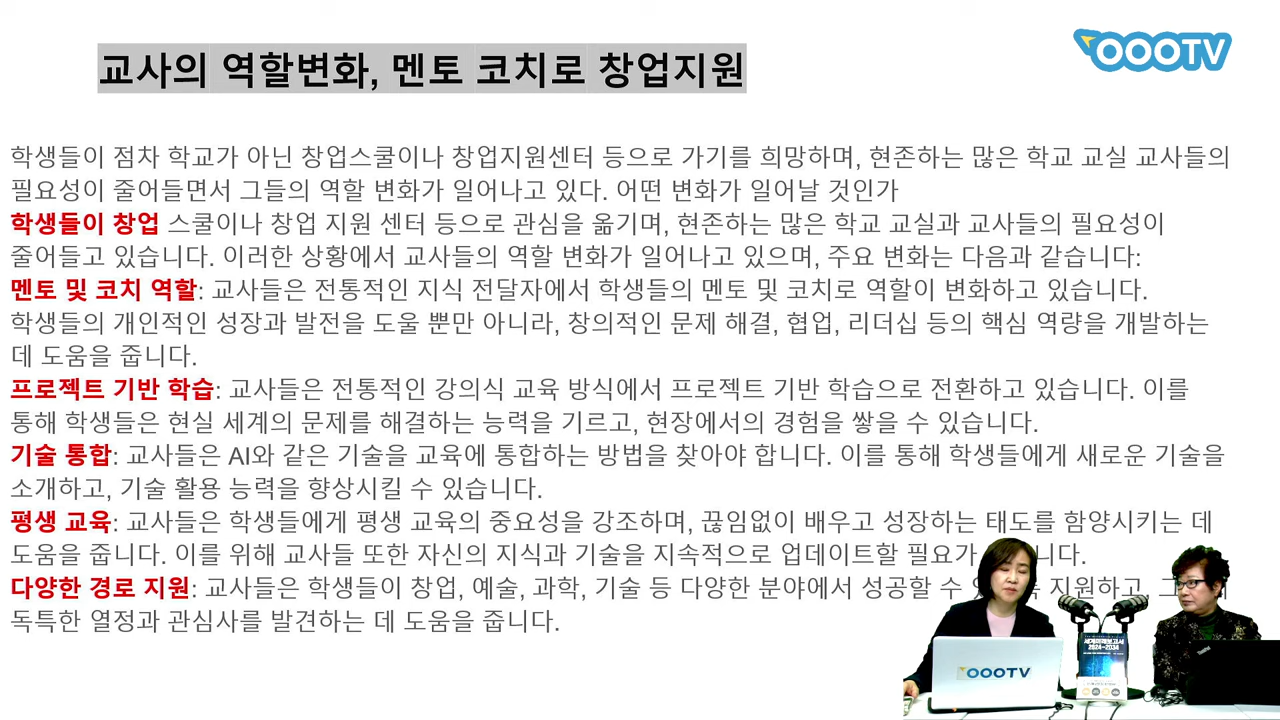 교사의 역할변화, 멘토 코치로 창업지원
OOOTV
학생들이 점차 학교가 아닌 창업스쿨이나 창업지원센터 등으로 가기를 희망하며, 현존하는 많은 학교 교실 교사들의
필요성이 줄어들면서 그들의 역할 변화가 일어나고 있다. 어떤 변화가 일어날 것인가
학생들이 창업 스쿨이나 창업 지원 센터 등으로 관심을 옮기며, 현존하는 많은 학교 교실과 교사들의 필요성이
줄어들고 있습니다. 이러한 상황에서 교사들의 역할 변화가 일어나고 있으며, 주요 변화는 다음과 같습니다:
멘토 및 코치 역할: 교사들은 전통적인 지식 전달자에서 학생들의 멘토 및 코치로 역할이 변화하고 있습니다.
학생들의 개인적인 성장과 발전을 도울 뿐만 아니라, 창의적인 문제 해결, 협업, 리더십 등의 핵심 역량을 개발하는
데 도움을 줍니다.
프로젝트 기반 학습: 교사들은 전통적인 강의식 교육 방식에서 프로젝트 기반 학습으로 전환하고 있습니다. 이를
통해 학생들은 현실 세계의 문제를 해결하는 능력을 기르고, 현장에서의 경험을 쌓을 수 있습니다.
기술 통합: 교사들은 AI와 같은 기술을 교육에 통합하는 방법을 찾아야 합니다. 이를 통해 학생들에게 새로운 기술을
소개하고, 기술 활용 능력을 향상시킬 수 있습니다.
평생 교육: 교사들은 학생들에게 평생 교육의 중요성을 강조하며, 끊임없이 배우고 성장하는 태도를 함양시키는 데
도움을 줍니다. 이를 위해 교사들 또한 자신의 지식과 기술을 지속적으로 업데이트할 필요가 니다.
다양한 경로 지원: 교사들은 학생들이 창업, 예술, 과학, 기술 등 다양한 분야에서 성공할 수 지원하고, 그
독특한 열정과 관심사를 발견하는 데 도움을 줍니다.
OOOTV
세계미래보고서
2024~2034
ThinkPad